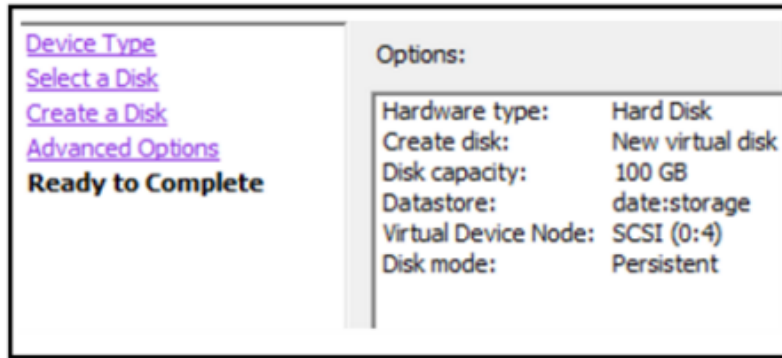 Device Type
Select a Disk
Create a Disk
Advanced Options
Ready to Complete
Options:
Hardware type: Hard Disk
Create disk: New virtual disk
Disk capacity: 100 GB
Datastore: date:storage
Virtual Device Node: SCSI (0:4)
Disk mode: Persistent